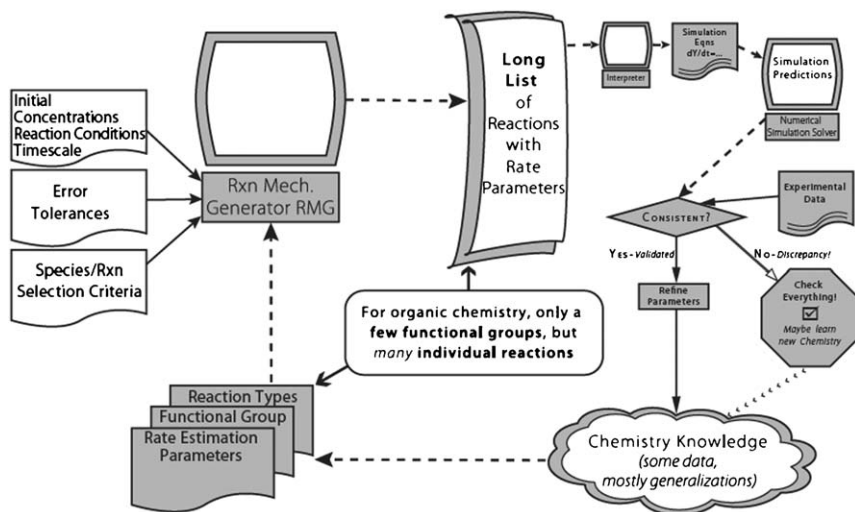 Initial
Concentrations
Reaction Conditions
Timescale
Error
Tolerances
Species/Rxn
Selection Criteria
Rxn Mech.
Generator RMG
Long
List
of
Reactions
with
Rate
Parameters
Interpreter
Simulation
Eqns
dY/dt=...
Simulation
Predictions
Numerical
Simulation Solver
Experimental
Data
CONSISTENT?
YES - Validated
NO - Discrepancy!
Refine
Parameters
Check
Everything!
Maybe learn
new Chemistry
For organic chemistry, only a
few functional groups, but
many individual reactions
Reaction Types
Functional Group
Rate Estimation
Parameters
Chemistry Knowledge
(some data,
mostly generalizations)